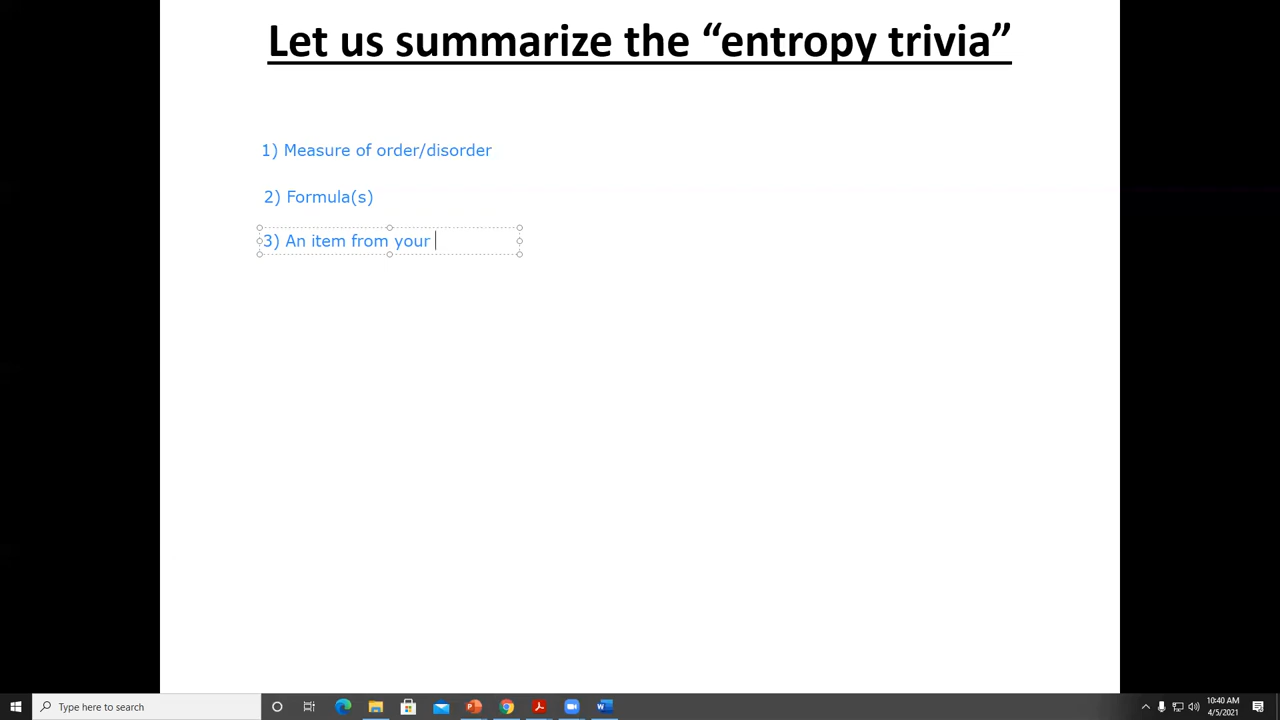 Let us summarize the “entropy trivia”
1) Measure of order/disorder
2) Formula(s)
3) An item from your
Type here to search
10:40 AM
4/5/2021